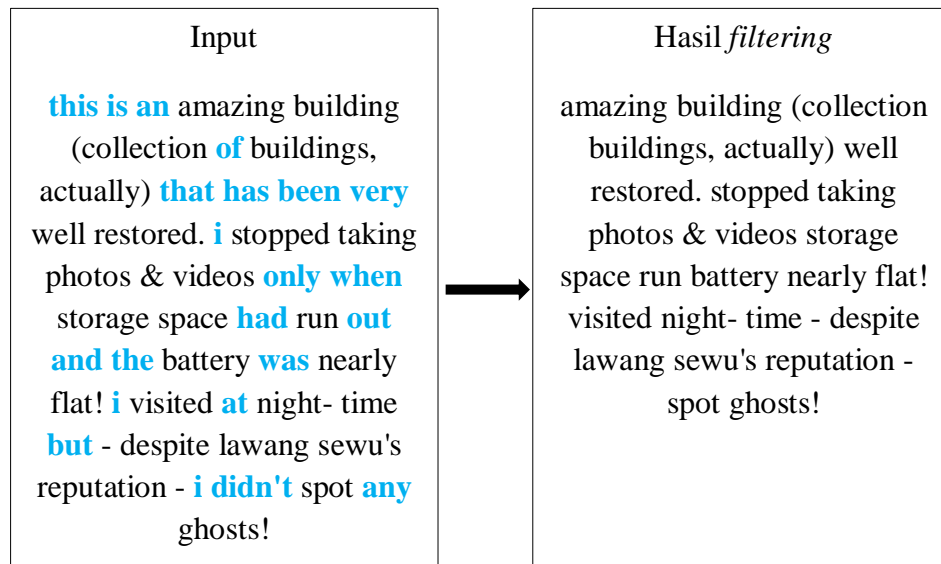 Input
this is an amazing building
(collection of buildings,
actually) that has been very
well restored. i stopped taking
photos & videos only when
storage space had run out
and the battery was nearly
flat! i visited at night- time
but - despite lawang sewu's
reputation - i didn't spot any
ghosts!
Hasil filtering
amazing building (collection
buildings, actually) well
restored. stopped taking
photos & videos storage
space run battery nearly flat!
visited night- time - despite
lawang sewu's reputation -
spot ghosts!